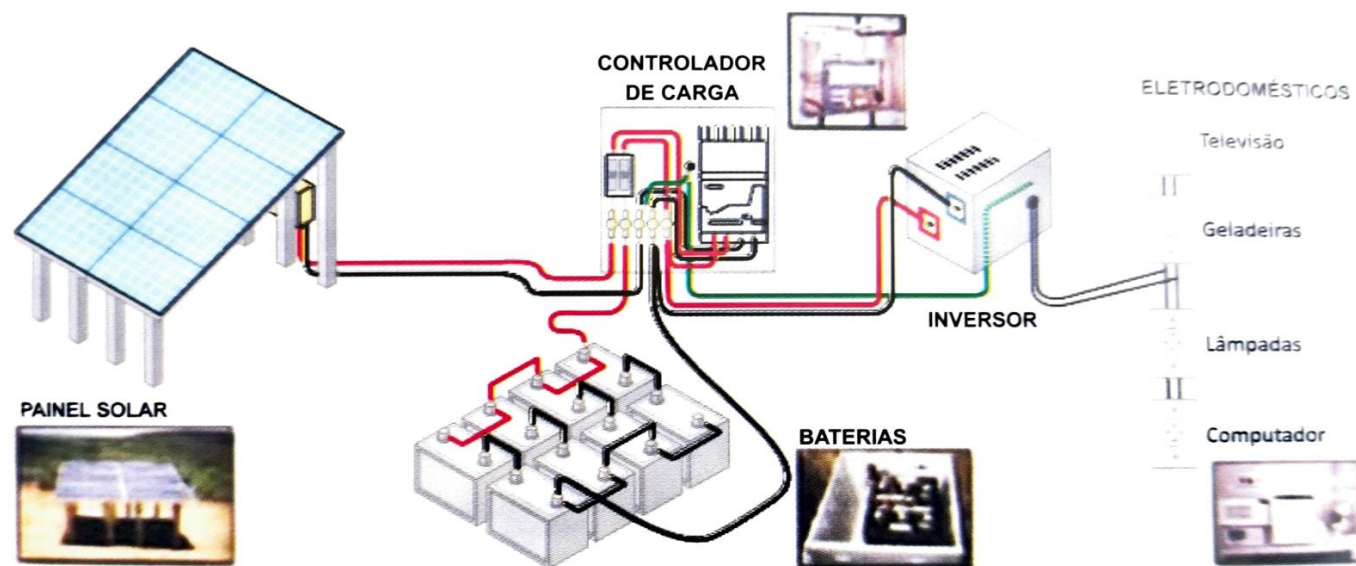 CONTROLADOR
DE CARGA
ELETRODOMÉSTICOS
Televisão
Geladeiras
INVERSOR
Lâmpadas
PAINEL SOLAR
BATERIAS
Computador